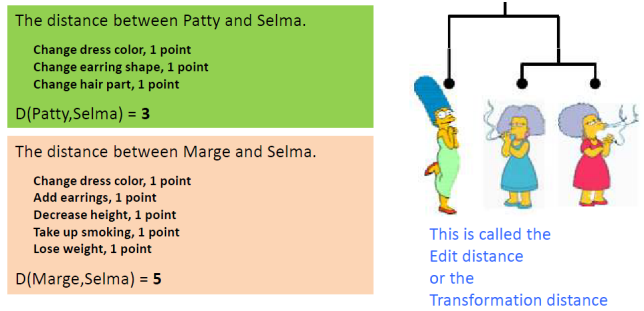 The distance between Patty and Selma.
Change dress color, 1 point
Change earring shape, 1 point
Change hair part, 1 point
D(Patty,Selma) = 3
The distance between Marge and Selma.
Change dress color, 1 point
Add earrings, 1 point
Decrease height, 1 point
Take up smoking, 1 point
Lose weight, 1 point
D(Marge,Selma) = 5
This is called the
Edit distance
or the
Transformation distance